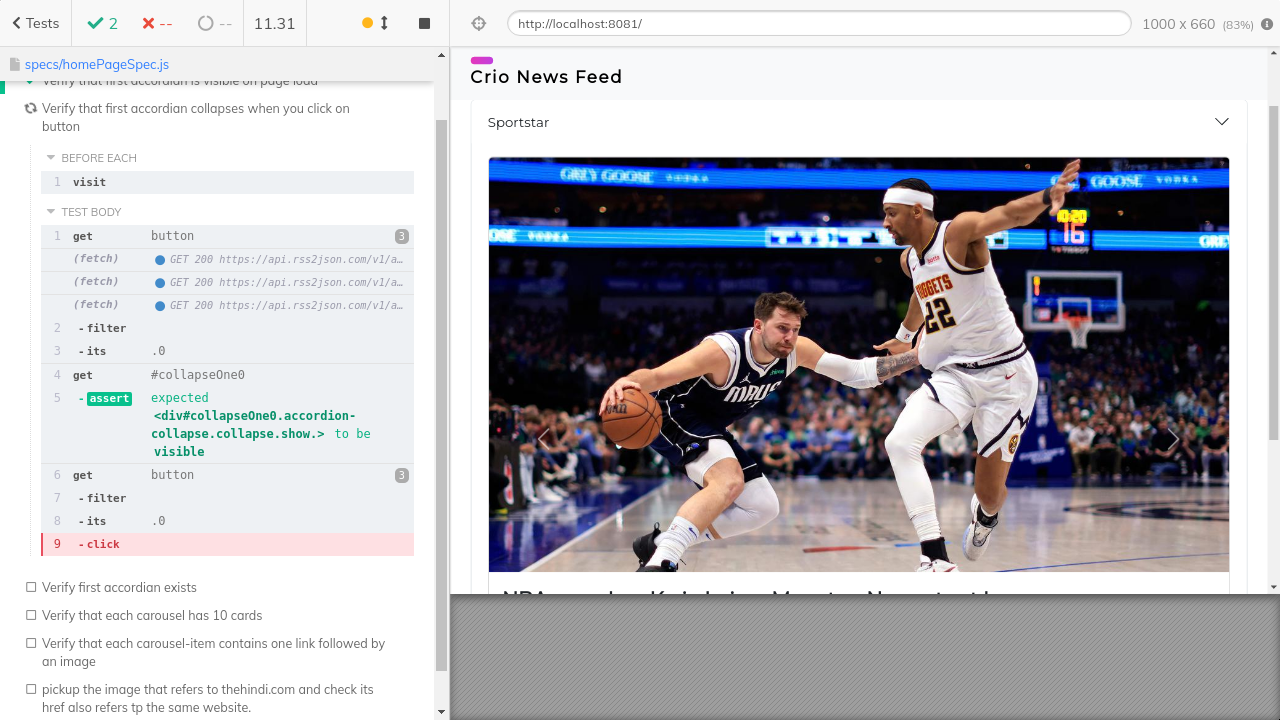 Tests
2
--
--
11.31
http://localhost:8081/
1000 x 660 (83%)
specs/homePageSpec.js
Verify that first accordian is visible on page load
Verify that first accordian collapses when you click on
button
BEFORE EACH
1 visit
TEST BODY
1 get button 3
(fetch) GET 200 https://api.rss2json.com/v1/a…
(fetch) GET 200 https://api.rss2json.com/v1/a…
(fetch) GET 200 https://api.rss2json.com/v1/a…
2 -filter
3 -its .0
4 get #collapseOne0
5 -assert expected
<div#collapseOne0.accordion-
collapse.collapse.show.> to be
visible
6 get button 3
7 -filter
8 -its .0
9 -click
Verify first accordian exists
Verify that each carousel has 10 cards
Verify that each carousel-item contains one link followed by
an image
pickup the image that refers to thehindi.com and check its
href also refers tp the same website.
Crio News Feed
Sportstar
GREY GOOSE VODKA
GOOSE VODKA
VODKA
GREY
0:20
16
NUGGETS
22
MAVS